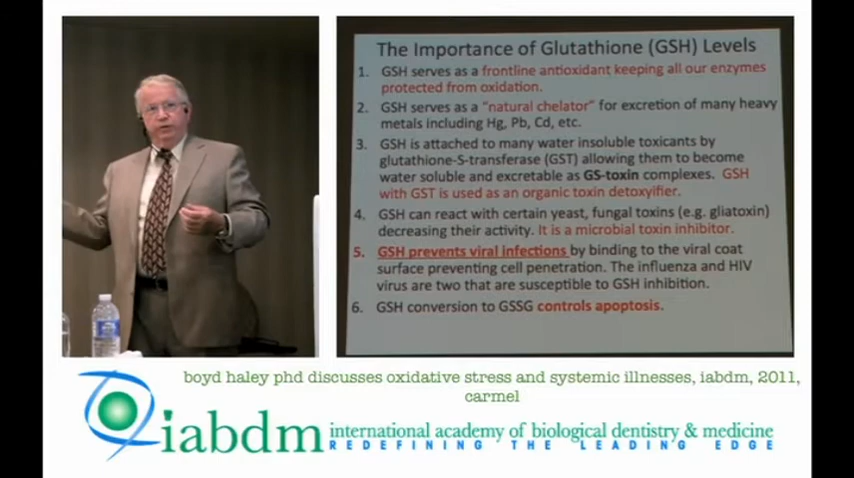 The Importance of Glutathione (GSH) Levels
1. GSH serves as a frontline antioxidant keeping all our enzymes
protected from oxidation.
2. GSH serves as a "natural chelator" for excretion of many heavy
metals including Hg, Pb, Cd, etc.
3. GSH is attached to many water insoluble toxicants by
glutathione-S-transferase (GST) allowing them to become
water soluble and excretable as GS-toxin complexes. GSH
with GST is used as an organic toxin detoxifier.
4. GSH can react with certain yeast, fungal toxins (e.g. gliatoxin)
decreasing their activity. It is a microbial toxin inhibitor.
5. GSH prevents viral infections by binding to the viral coat
surface preventing cell penetration. The influenza and HIV
virus are two that are susceptible to GSH inhibition.
6. GSH conversion to GSSG controls apoptosis.
boyd haley phd discusses oxidative stress and systemic illnesses, iabdm, 2011,
carmel
iabdm
international academy of biological dentistry & medicine
REDEFINING THE LEADING EDGE